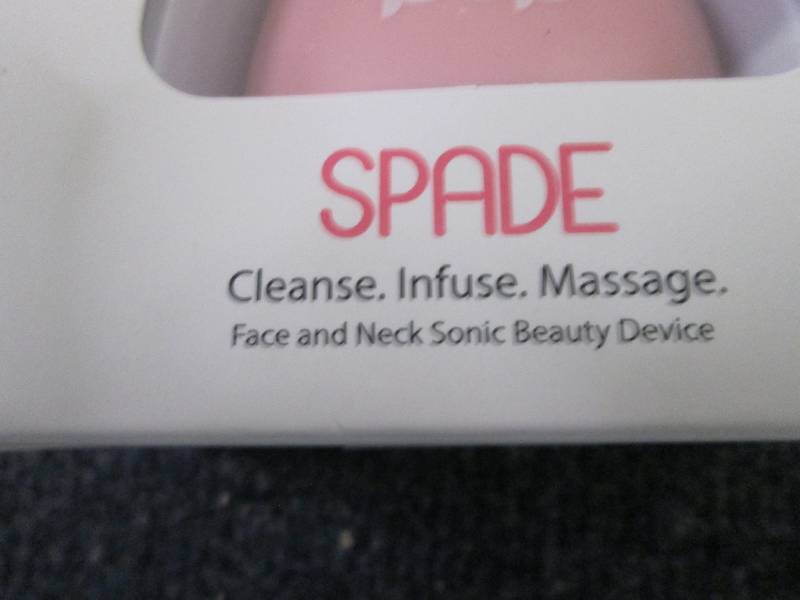 SPADE
Cleanse. Infuse. Massage.
Face and Neck Sonic Beauty Device